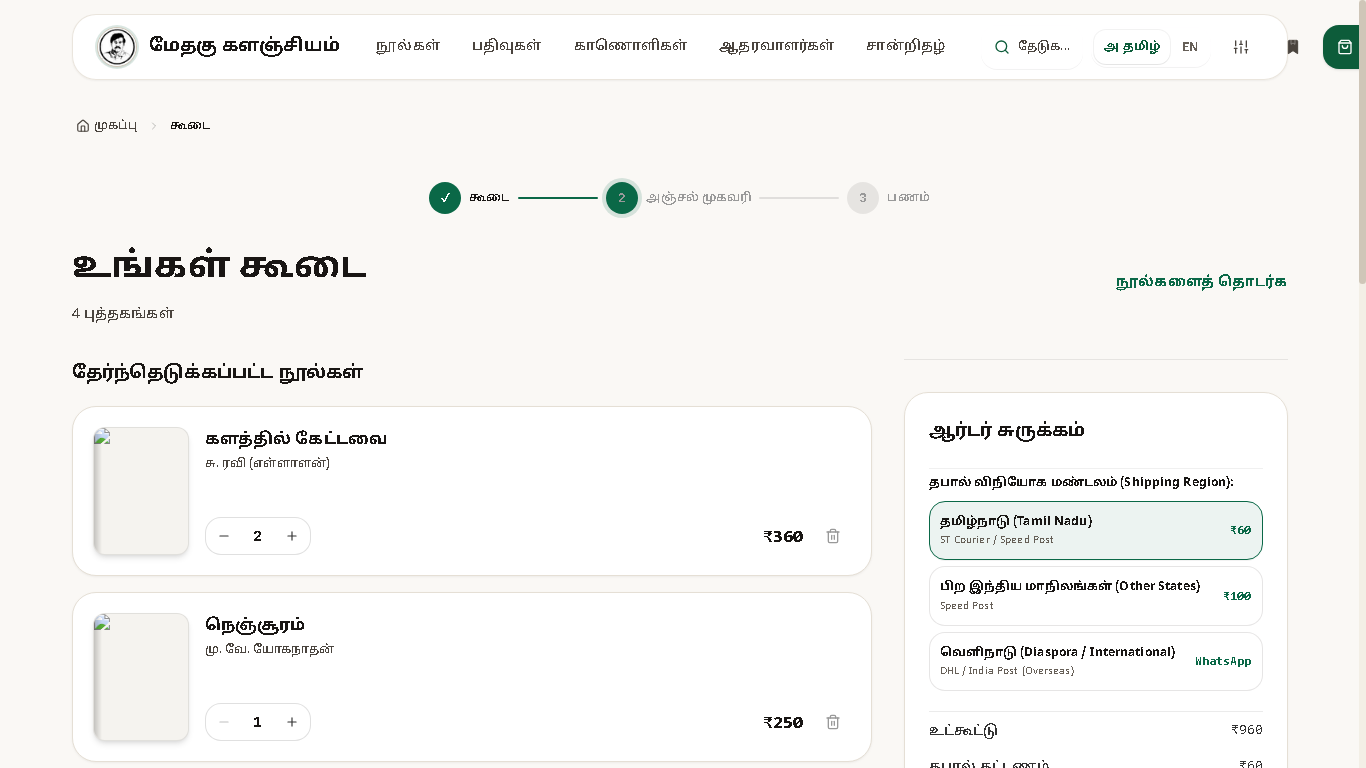 மேதகு களஞ்சியம்
நூல்கள்
பதிவுகள்
காணொளிகள்
ஆதரவாளர்கள்
சான்றிதழ்
தேடுக...
அ தமிழ்
EN
முகப்பு
கூடை
கூடை
2
அஞ்சல் முகவரி
3
பணம்
உங்கள் கூடை
நூல்களைத் தொடர்க
4 புத்தகங்கள்
தேர்ந்தெடுக்கப்பட்ட நூல்கள்
களத்தில் கேட்டவை
சு. ரவி (எள்ளாளன்)
− 2 +
₹360
நெஞ்சூரம்
மு. வே. யோகநாதன்
− 1 +
₹250
ஆர்டர் சுருக்கம்
தபால் விநியோக மண்டலம் (Shipping Region):
தமிழ்நாடு (Tamil Nadu)
ST Courier / Speed Post
₹60
பிற இந்திய மாநிலங்கள் (Other States)
Speed Post
₹100
வெளிநாடு (Diaspora / International)
DHL / India Post (Overseas)
WhatsApp
உட்கூட்டு
₹960
தபால் கட்டணம்
₹60